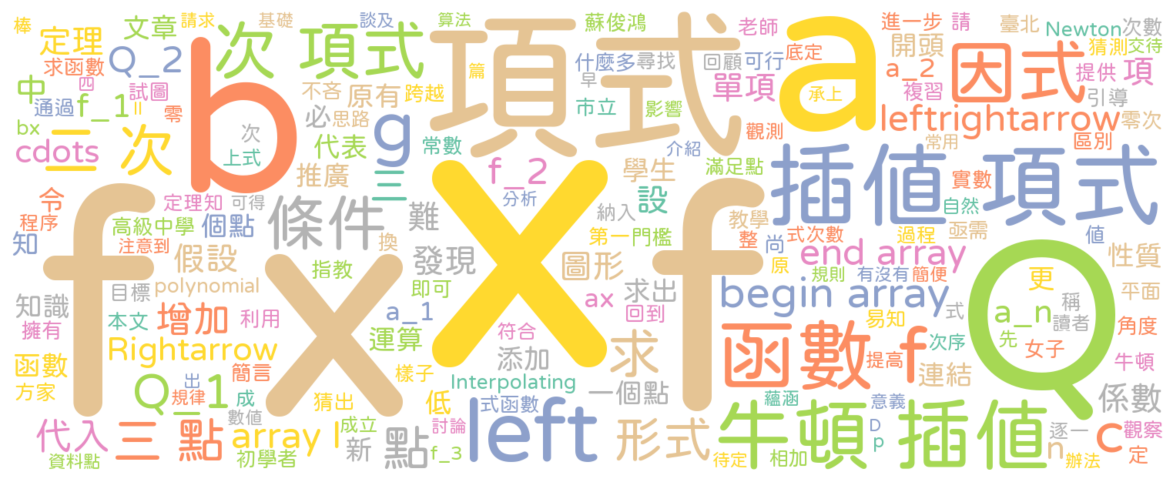 棒 定理 文章 請求 基礎 次 項式 談及 算法 蘇俊鴻 老師 a 進一步 請 臺北 Newton 次數
求函數 Q_2 b 篇 項式 什麼多 尋找 回顧 可行 底定 開頭 因式 猜測 交待
中 四 試圖 不吝 原有 跨越 早 單項 承上 a_2 提供 項
通過 f_1 零 必 思路 市立 影響 觀測 複習 引導
bx 二 次 II 次 g 常數 介紹 leftrightarrow 零次
cdots 上式 代表 三 f_2 學生 滿足點 插值 項式 常用 區別
令 定理知 可得 推廣 分析 設 實數 自然
程序 高級中學 個點 條件 難 X 納入 第一 門檻 教學 整 尚 式次數 過程 亟需 值
知 注意到 f 假設 換 發現 圖形 f 原 end array 更 性質
目標 polynomial x 指教 即可 求出 規則 有沒有 簡便 Q 稱 平面
知識 本文 增加 利用 a_1 ax 回到 begin array 式 a_n 讀者 角度
擁有 Rightarrow 運算 符合 求 易知 先
函數 出 簡言 樣子 添加 函數 f 次序 女子 牛頓
方家 Q_1 規律 成 猜出 低 Interpolating 一個點 提高 連結 係數
數值 成立 式函數 蘊涵 意義
代入 三 點 array l 新 討論 點 left 形式 牛頓 插值 D n 逐一 c 觀察
資料點 初學者 f_3 待定 相加 p 辦法 定